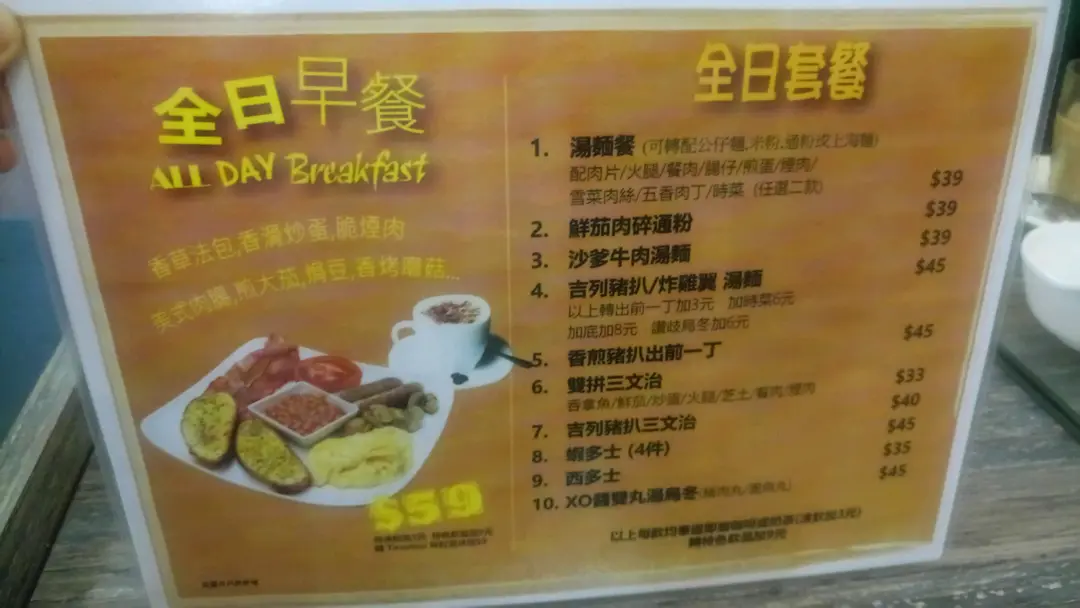 全日早餐
ALL DAY Breakfast
香草法包,香滑炒蛋,脆煙肉
美式肉腸,煎大茄,焗豆,香烤蘑菇...
$59
全日套餐
1. 湯麵餐 (可轉配公仔麵,米粉,通粉或上海麵)
配肉片/火腿/餐肉/腸仔/煎蛋/煙肉/
雪菜肉絲/五香肉丁/時菜 (任選二款) $39
2. 鮮茄肉碎通粉 $39
3. 沙爹牛肉湯麵 $39
4. 吉列豬扒/炸雞翼 湯麵 $45
以上轉出前一丁加3元 加時菜6元
加底加8元 讚歧烏冬加6元
5. 香煎豬扒出前一丁 $45
6. 雙拼三文治 $33
吞拿魚/鮮茄/炒蛋/火腿/芝士/餐肉/煙肉
7. 吉列豬扒三文治 $40
8. 蝦多士 (4件) $45
9. 西多士 $35
10. XO醬雙丸湯烏冬 $45